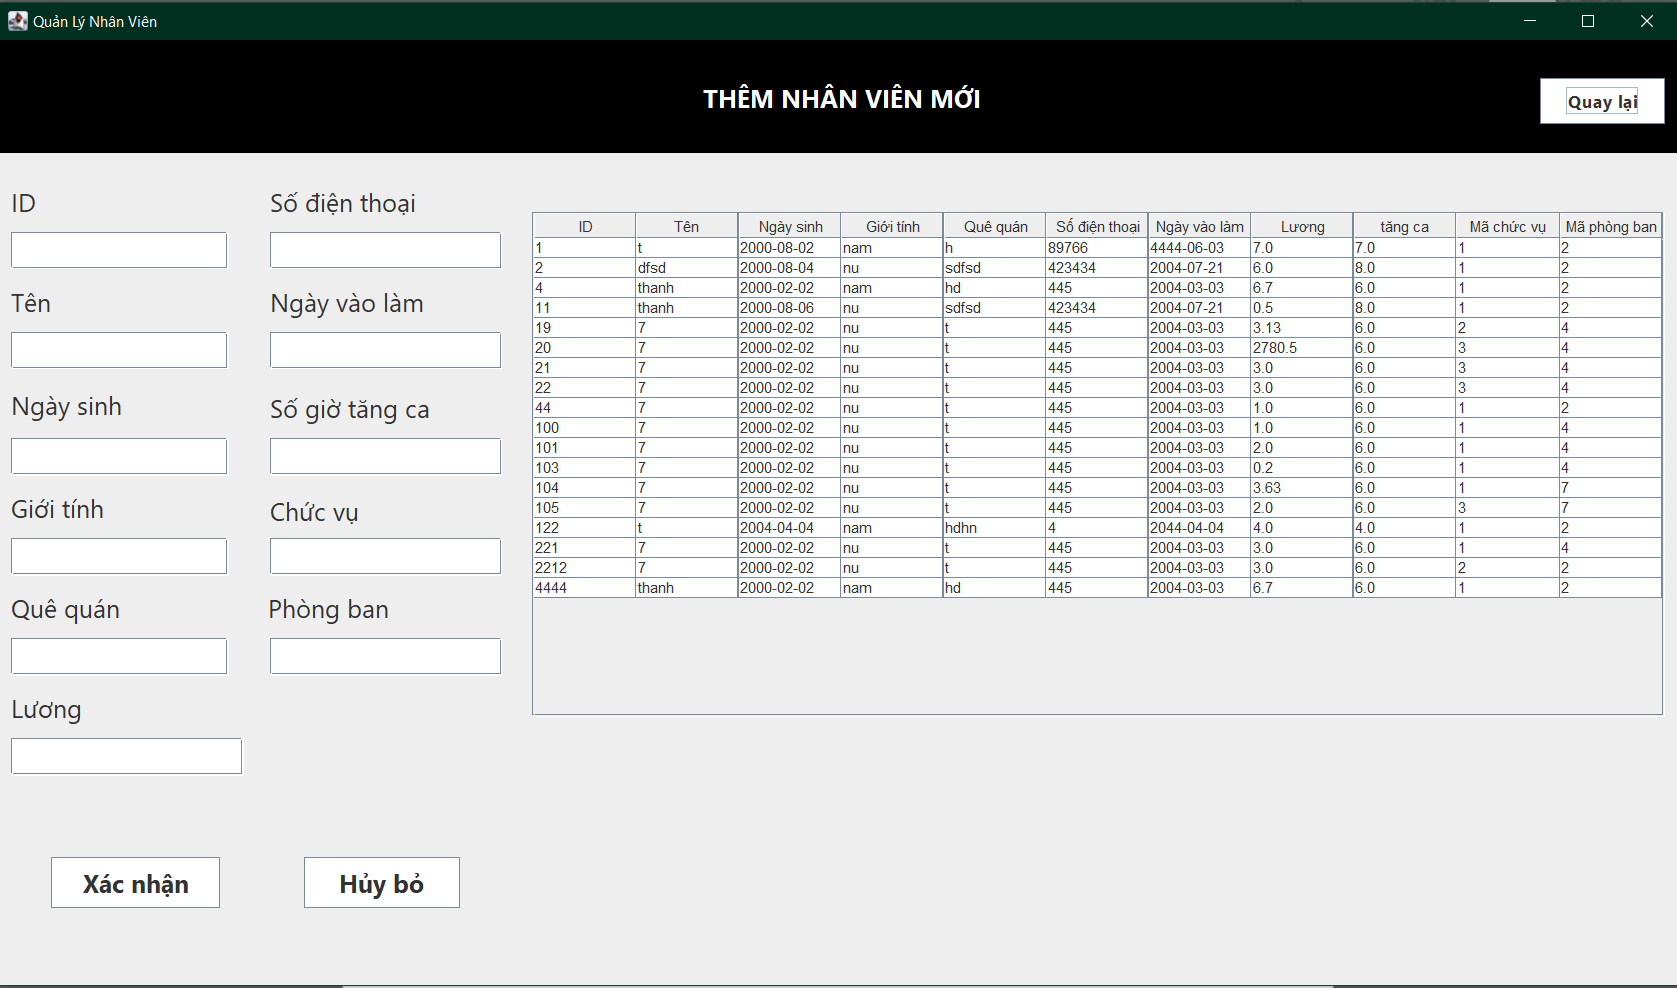 Quản Lý Nhân Viên
THÊM NHÂN VIÊN MỚI
Quay lại
ID
Số điện thoại
Tên
Ngày vào làm
Ngày sinh
Số giờ tăng ca
Giới tính
Chức vụ
Quê quán
Phòng ban
Lương
Xác nhận
Hủy bỏ
ID Tên Ngày sinh Giới tính Quê quán Số điện thoại Ngày vào làm Lương tăng ca Mã chức vụ Mã phòng ban
1 t 2000-08-02 nam h 89766 4444-06-03 7.0 7.0 1 2
2 dfsd 2000-08-04 nu sdfsd 423434 2004-07-21 6.0 8.0 1 2
4 thanh 2000-02-02 nam hd 445 2004-03-03 6.7 6.0 1 2
11 thanh 2000-08-06 nu sdfsd 423434 2004-07-21 0.5 8.0 1 2
19 7 2000-02-02 nu t 445 2004-03-03 3.13 6.0 2 4
20 7 2000-02-02 nu t 445 2004-03-03 2780.5 6.0 3 4
21 7 2000-02-02 nu t 445 2004-03-03 3.0 6.0 3 4
22 7 2000-02-02 nu t 445 2004-03-03 3.0 6.0 3 4
44 7 2000-02-02 nu t 445 2004-03-03 1.0 6.0 1 2
100 7 2000-02-02 nu t 445 2004-03-03 1.0 6.0 1 4
101 7 2000-02-02 nu t 445 2004-03-03 2.0 6.0 1 4
103 7 2000-02-02 nu t 445 2004-03-03 0.2 6.0 1 4
104 7 2000-02-02 nu t 445 2004-03-03 3.63 6.0 1 7
105 7 2000-02-02 nu t 445 2004-03-03 2.0 6.0 3 7
122 t 2004-04-04 nam hdhn 4 2044-04-04 4.0 4.0 1 2
221 7 2000-02-02 nu t 445 2004-03-03 3.0 6.0 1 4
2212 7 2000-02-02 nu t 445 2004-03-03 3.0 6.0 2 2
4444 thanh 2000-02-02 nam hd 445 2004-03-03 6.7 6.0 1 2